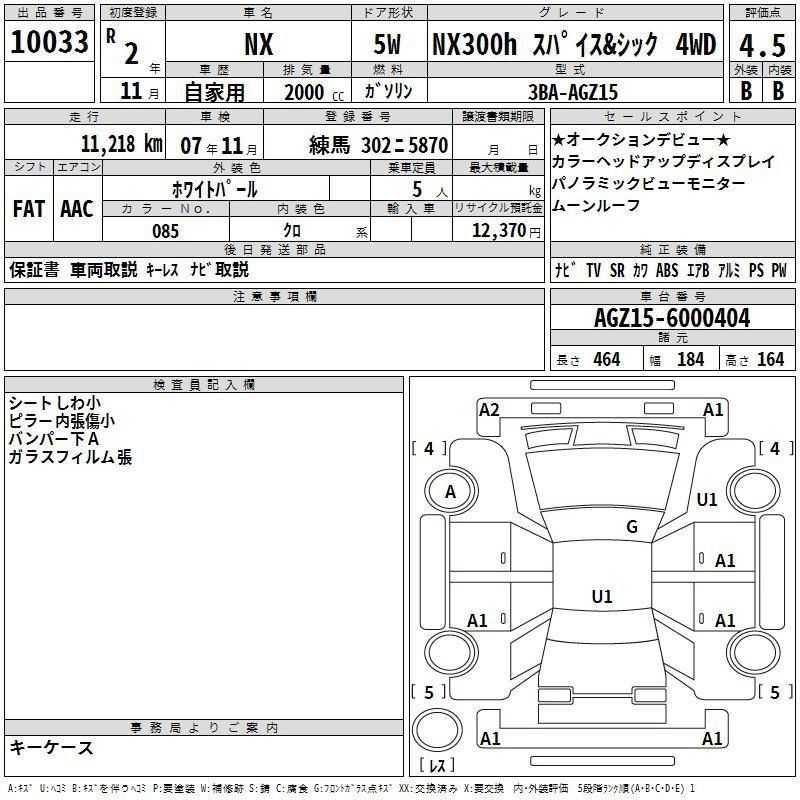 出品番号 初度登録 車名 ドア形状 グレード 評価点
10033 R 2 年 NX 5W NX300h スパイス&シック 4WD 4.5
車歴 排気量 燃料 型式 外装 内装
11 月 自家用 2000 CC ガソリン 3BA-AGZ15 B B
走行 車検 登録番号 譲渡書類期限 セールスポイント
11,218 km 07 年 11 月 練馬 302 ニ 5870 月 日
★オークションデビュー★
カラーヘッドアップディスプレイ
パノラミックビューモニター
ムーンルーフ
シフト エアコン 外装色 乗車定員 最大積載量
FAT AAC ホワイトパール 5 人 kg
カラーNo. 内装色 輸入車 リサイクル預託金
085 クロ 系 12,370 円
後日発送部品 純正装備
保証書 車両取説 キーレス ナビ取説
ナビ TV SR カワ ABS エアB アルミ PS PW
注意事項欄 車台番号
AGZ15-6000404
諸元
長さ 464 幅 184 高さ 164
検査員記入欄
シートしわ小
ピラー内張傷小
バンパー下A
ガラスフィルム張
A2 A1
[ 4 ] [ 4 ]
A U1
G
A1
U1
A1 A1
[ 5 ] [ 5 ]
A1 A1
[ レス ]
事務局よりご案内
キーケース
A:キズ U:ヘコミ B:キズを伴うヘコミ P:要塗装 W:補修跡 S:錆 C:腐食 G:フロントガラス点キズ XX:交換済み X:要交換 内・外装評価 5段階ランク順(A・B・C・D・E) 1